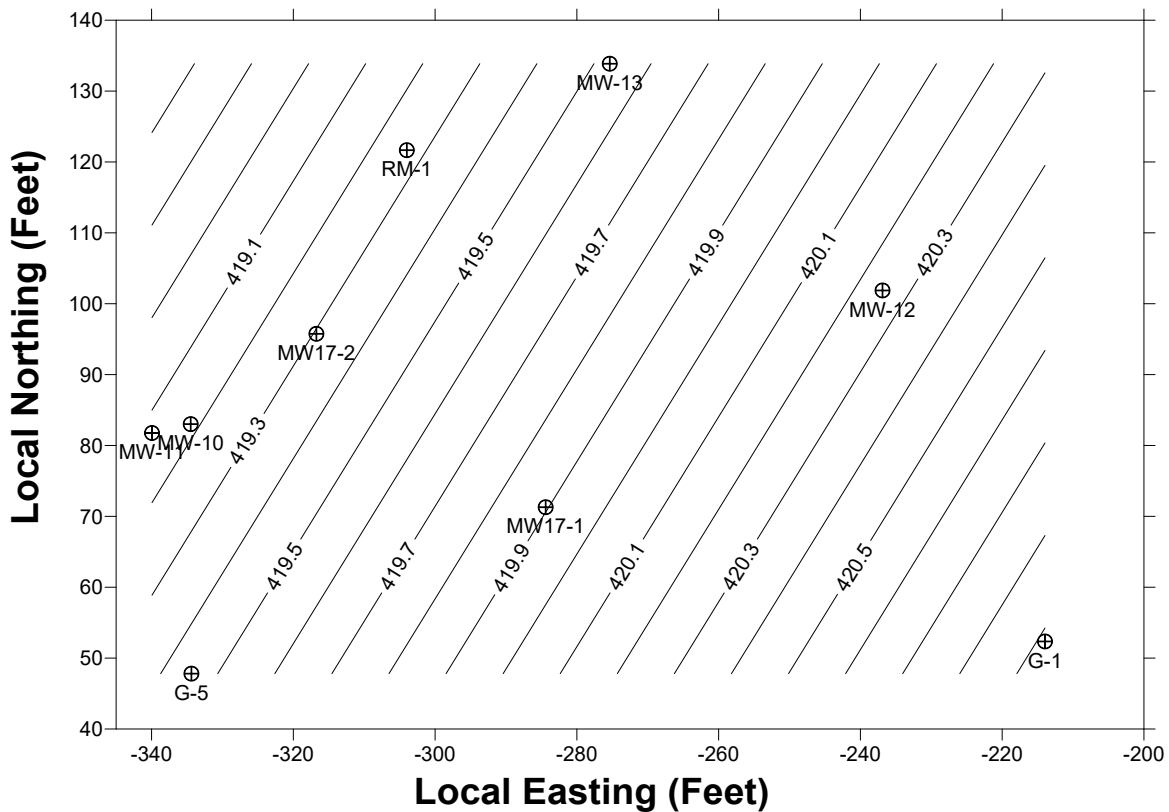 140
130
120
110
100
90
80
70
60
50
40
Local Northing (Feet)
MW-13
RM-1
419.1
419.5
419.7
419.9
420.1
420.3
MW-12
MW17-2
MW-11
MW-10
419.3
MW17-1
419.5
419.7
419.9
420.1
420.3
420.5
G-5
G-1
-340
-320
-300
-280
-260
-240
-220
-200
Local Easting (Feet)